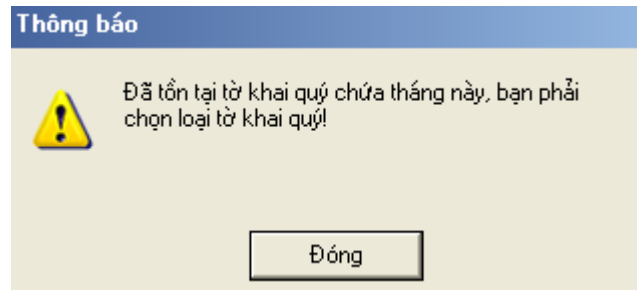 Thông báo
Đã tồn tại tờ khai quý chứa tháng này, bạn phải
chọn loại tờ khai quý!
Đóng